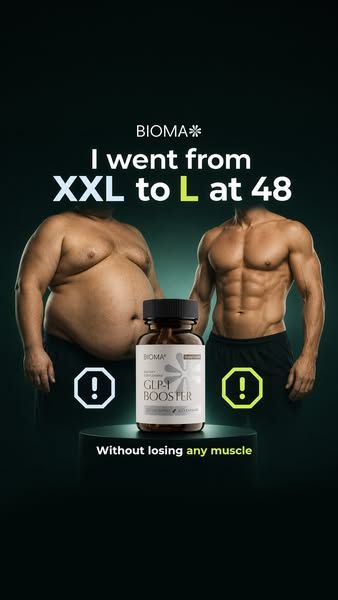 BIOMA
I went from
XXL to L at 48
BIOMA
GLP-1
BOOSTER
Without losing any muscle